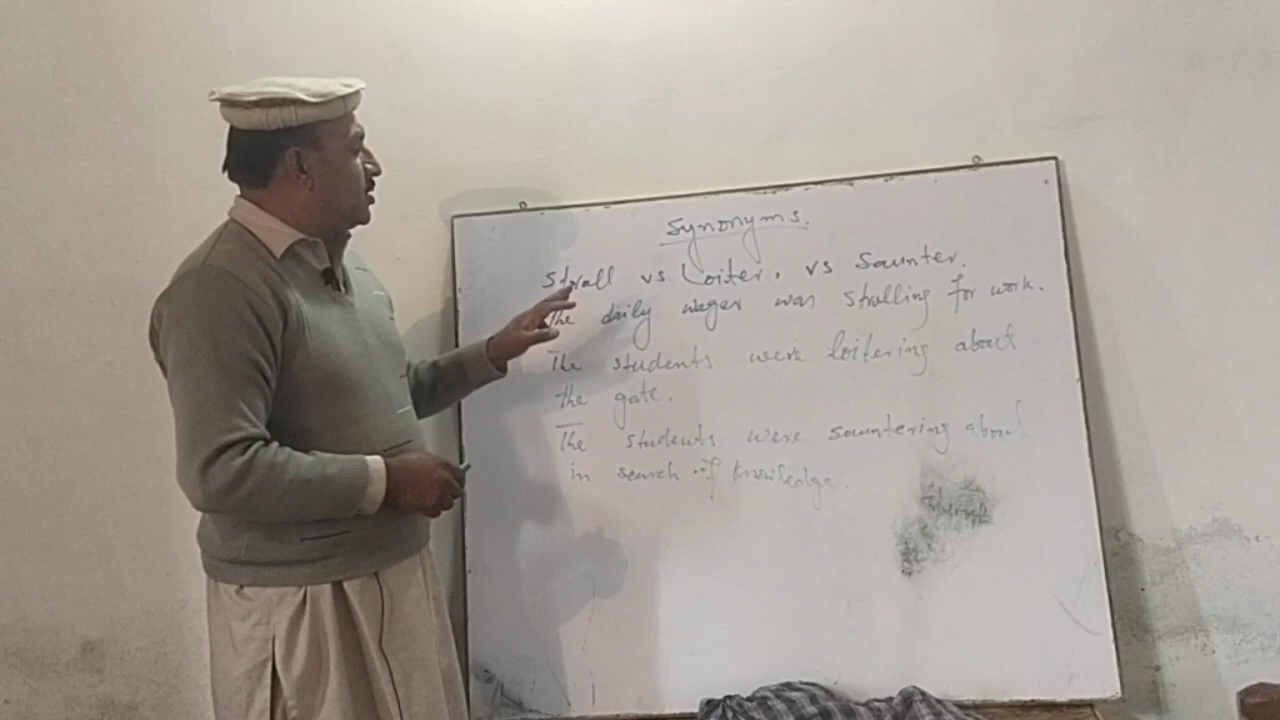 Synonyms.
Stroll vs Loiter, vs Saunter.
The daily wager was strolling for work.
The students were loitering about
the gate.
The students were sauntering about
in search of knowledge.